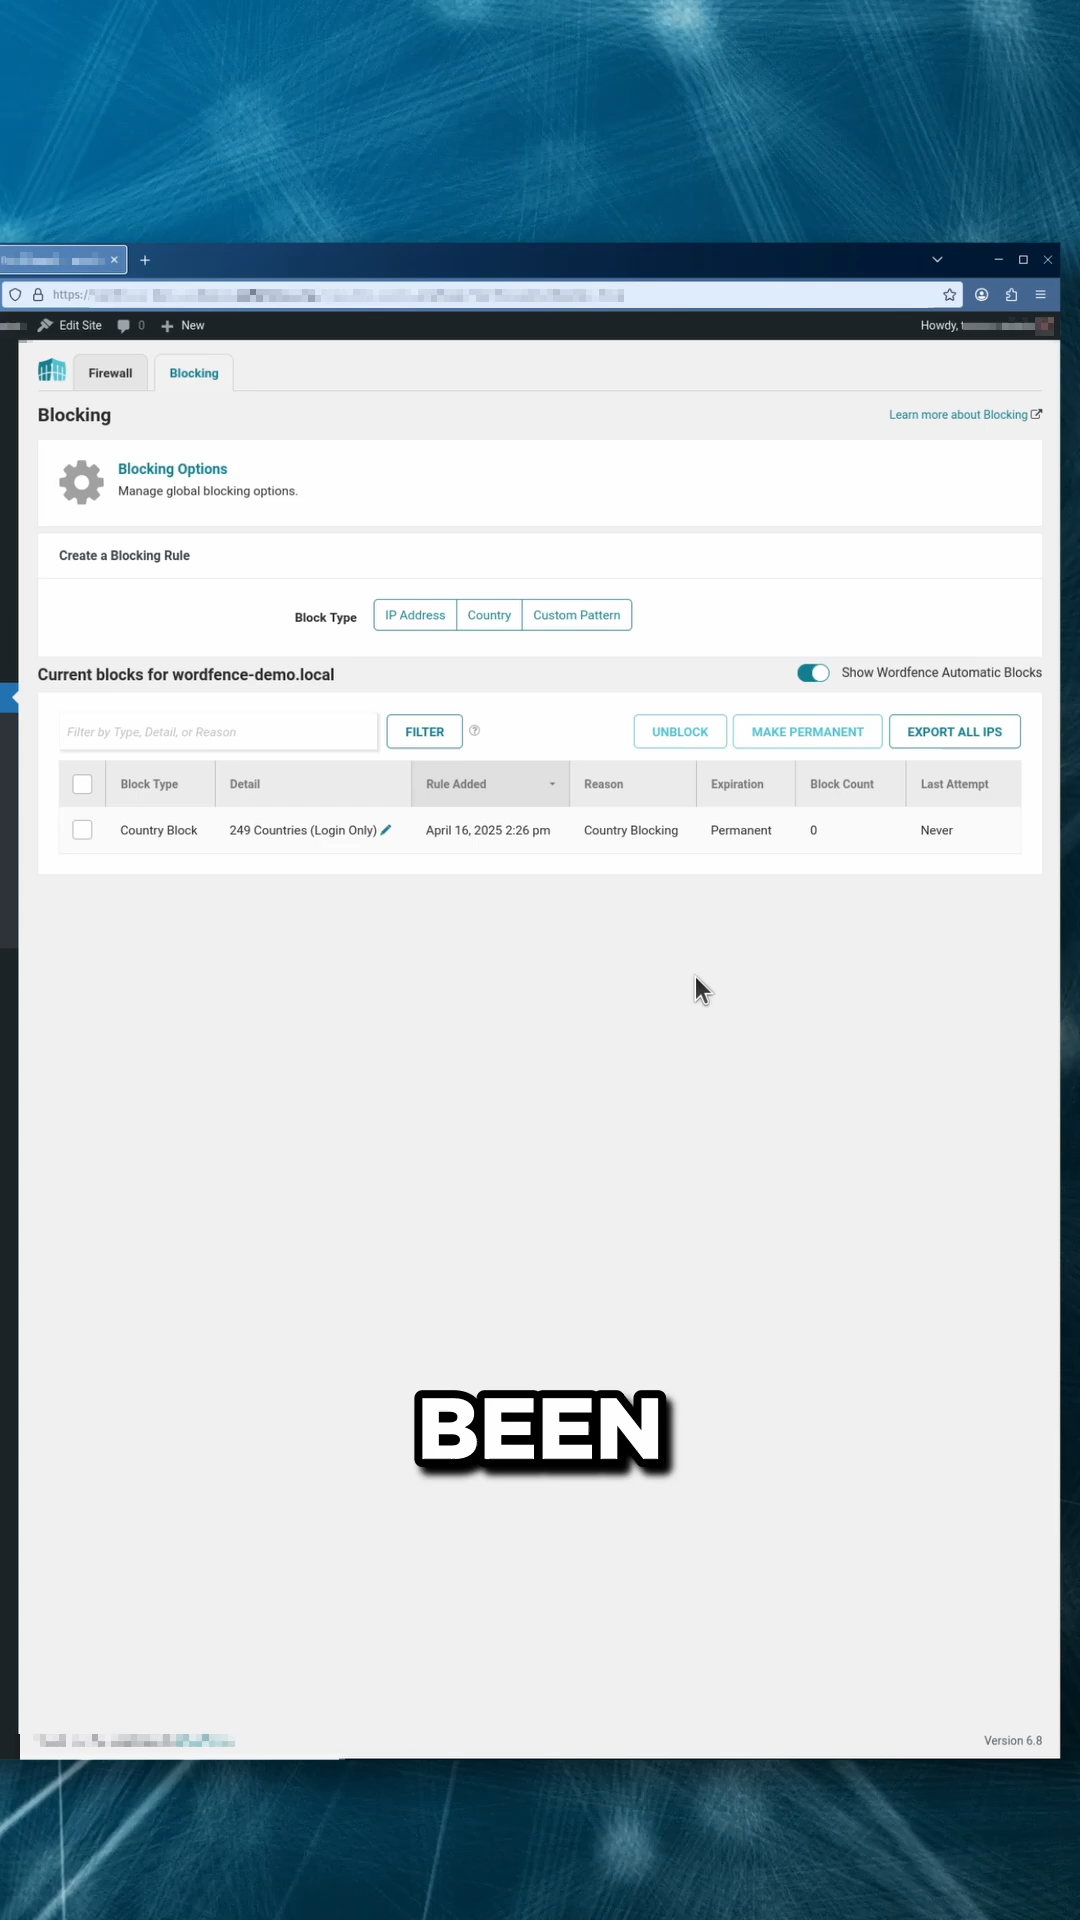 https://
Edit Site 0 New Howdy,
Firewall Blocking
Blocking Learn more about Blocking
Blocking Options
Manage global blocking options.
Create a Blocking Rule
Block Type IP Address Country Custom Pattern
Current blocks for wordfence-demo.local Show Wordfence Automatic Blocks
Filter by Type, Detail, or Reason FILTER UNBLOCK MAKE PERMANENT EXPORT ALL IPS
Block Type Detail Rule Added Reason Expiration Block Count Last Attempt
Country Block 249 Countries (Login Only) April 16, 2025 2:26 pm Country Blocking Permanent 0 Never
BEEN
Version 6.8